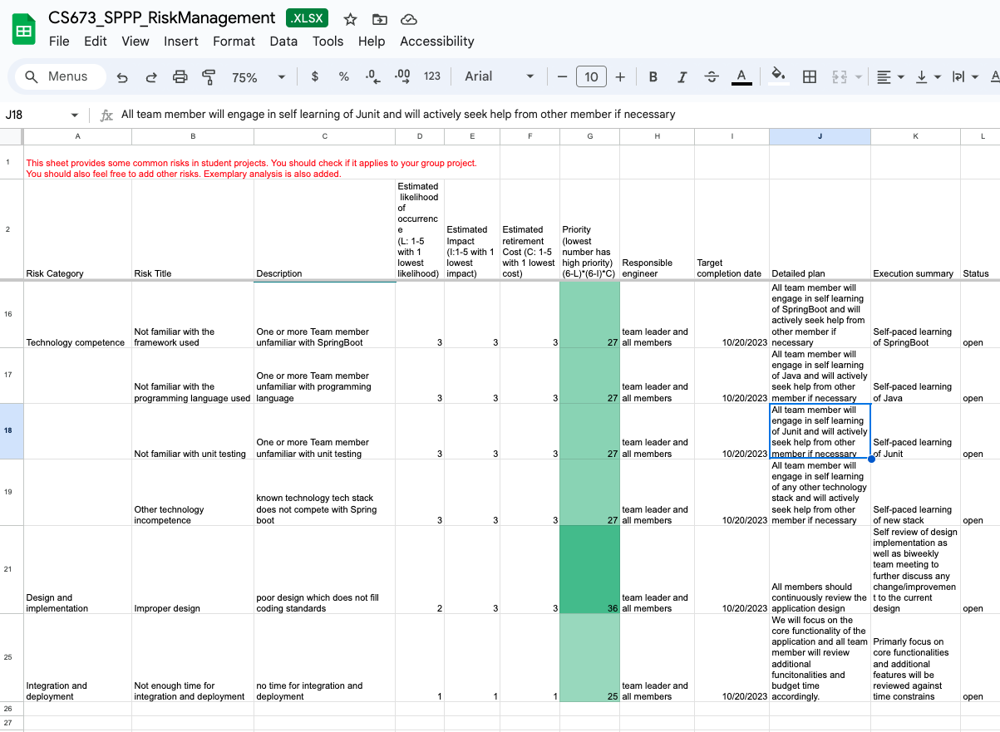 CS673_SPPP_RiskManagement .XLSX
File Edit View Insert Format Data Tools Help Accessibility
Menus 75% $ % .0 .00 123 Arial 10 B I S A
J18 fx All team member will engage in self learning of Junit and will actively seek help from other member if necessary
A B C D E F G H I J K L
1
This sheet provides some common risks in student projects. You should check if it applies to your group project.
You should also feel free to add other risks. Exemplary analysis is also added.
2
Risk Category
Risk Title
Description
Estimated
likelihood
of
occurrenc
e
(L: 1-5
with 1
lowest
likelihood)
Estimated
Impact
(I:1-5 with 1
lowest
impact)
Estimated
retirement
Cost (C: 1-5
with 1 lowest
cost)
Priority
(lowest
number has
high priority)
(6-L)*(6-I)*C)
Responsible
engineer
Target
completion date
Detailed plan
Execution summary
Status
16
Technology competence
Not familiar with the
framework used
One or more Team member
unfamiliar with SpringBoot
3
3
3
27
team leader and
all members
10/20/2023
All team member will
engage in self learning
of SpringBoot and will
actively seek help from
other member if
necessary
Self-paced learning
of SpringBoot
open
17
Not familiar with the
programming language used
One or more Team member
unfamiliar with programming
language
3
3
3
27
team leader and
all members
10/20/2023
All team member will
engage in self learning
of Java and will actively
seek help from other
member if necessary
Self-paced learning
of Java
open
18
Not familiar with unit testing
One or more Team member
unfamiliar with unit testing
3
3
3
27
team leader and
all members
10/20/2023
All team member will
engage in self learning
of Junit and will actively
seek help from other
member if necessary
Self-paced learning
of Junit
open
19
Other technology
incompetence
known technology tech stack
does not compete with Spring
boot
3
3
3
27
team leader and
all members
10/20/2023
All team member will
engage in self learning
of any other technology
stack and will actively
seek help from other
member if necessary
Self-paced learning
of new stack
open
21
Design and
implementation
Improper design
poor design which does not fill
coding standards
2
3
3
36
team leader and
all members
10/20/2023
All members should
continuously review the
application design
Self review of design
implementation as
well as biweekly
team meeting to
further discuss any
change/improvemen
t to the current
design
open
25
Integration and
deployment
Not enough time for
integration and deployment
no time for integration and
deployment
1
1
1
25
team leader and
all members
10/20/2023
We will focus on the
core functionality of the
application and all team
member will review
additional
funcitonalities and
budget time
accordingly.
Primarly focus on
core functionalities
and additional
features will be
reviewed against
time constrains
open
26
27